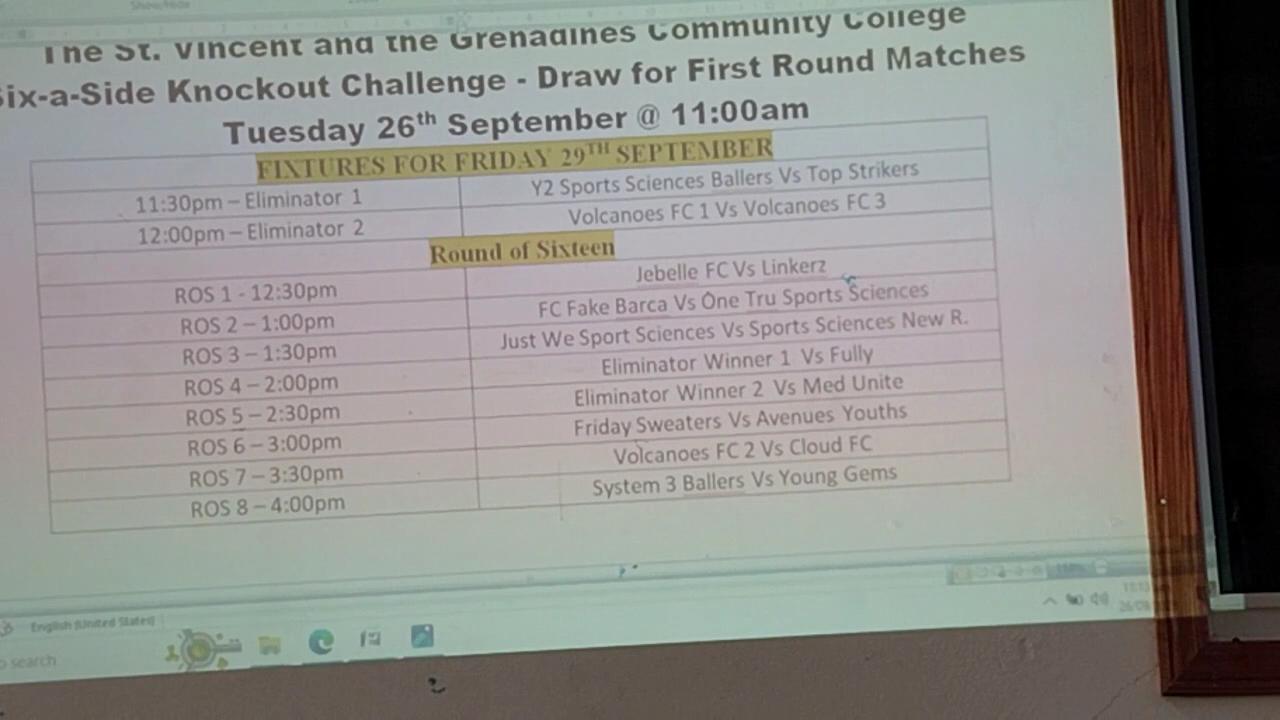 Show/Hide
The St. Vincent and the Grenadines Community College
Six-a-Side Knockout Challenge - Draw for First Round Matches
Tuesday 26th September @ 11:00am
FIXTURES FOR FRIDAY 29TH SEPTEMBER
11:30pm – Eliminator 1 Y2 Sports Sciences Ballers Vs Top Strikers
12:00pm – Eliminator 2 Volcanoes FC 1 Vs Volcanoes FC 3
Round of Sixteen
ROS 1 - 12:30pm Jebelle FC Vs Linkerz
ROS 2 – 1:00pm FC Fake Barca Vs One Tru Sports Sciences
ROS 3 – 1:30pm Just We Sport Sciences Vs Sports Sciences New R.
ROS 4 – 2:00pm Eliminator Winner 1 Vs Fully
ROS 5 – 2:30pm Eliminator Winner 2 Vs Med Unite
ROS 6 – 3:00pm Friday Sweaters Vs Avenues Youths
ROS 7 – 3:30pm Volcanoes FC 2 Vs Cloud FC
ROS 8 – 4:00pm System 3 Ballers Vs Young Gems
English (United States)
search